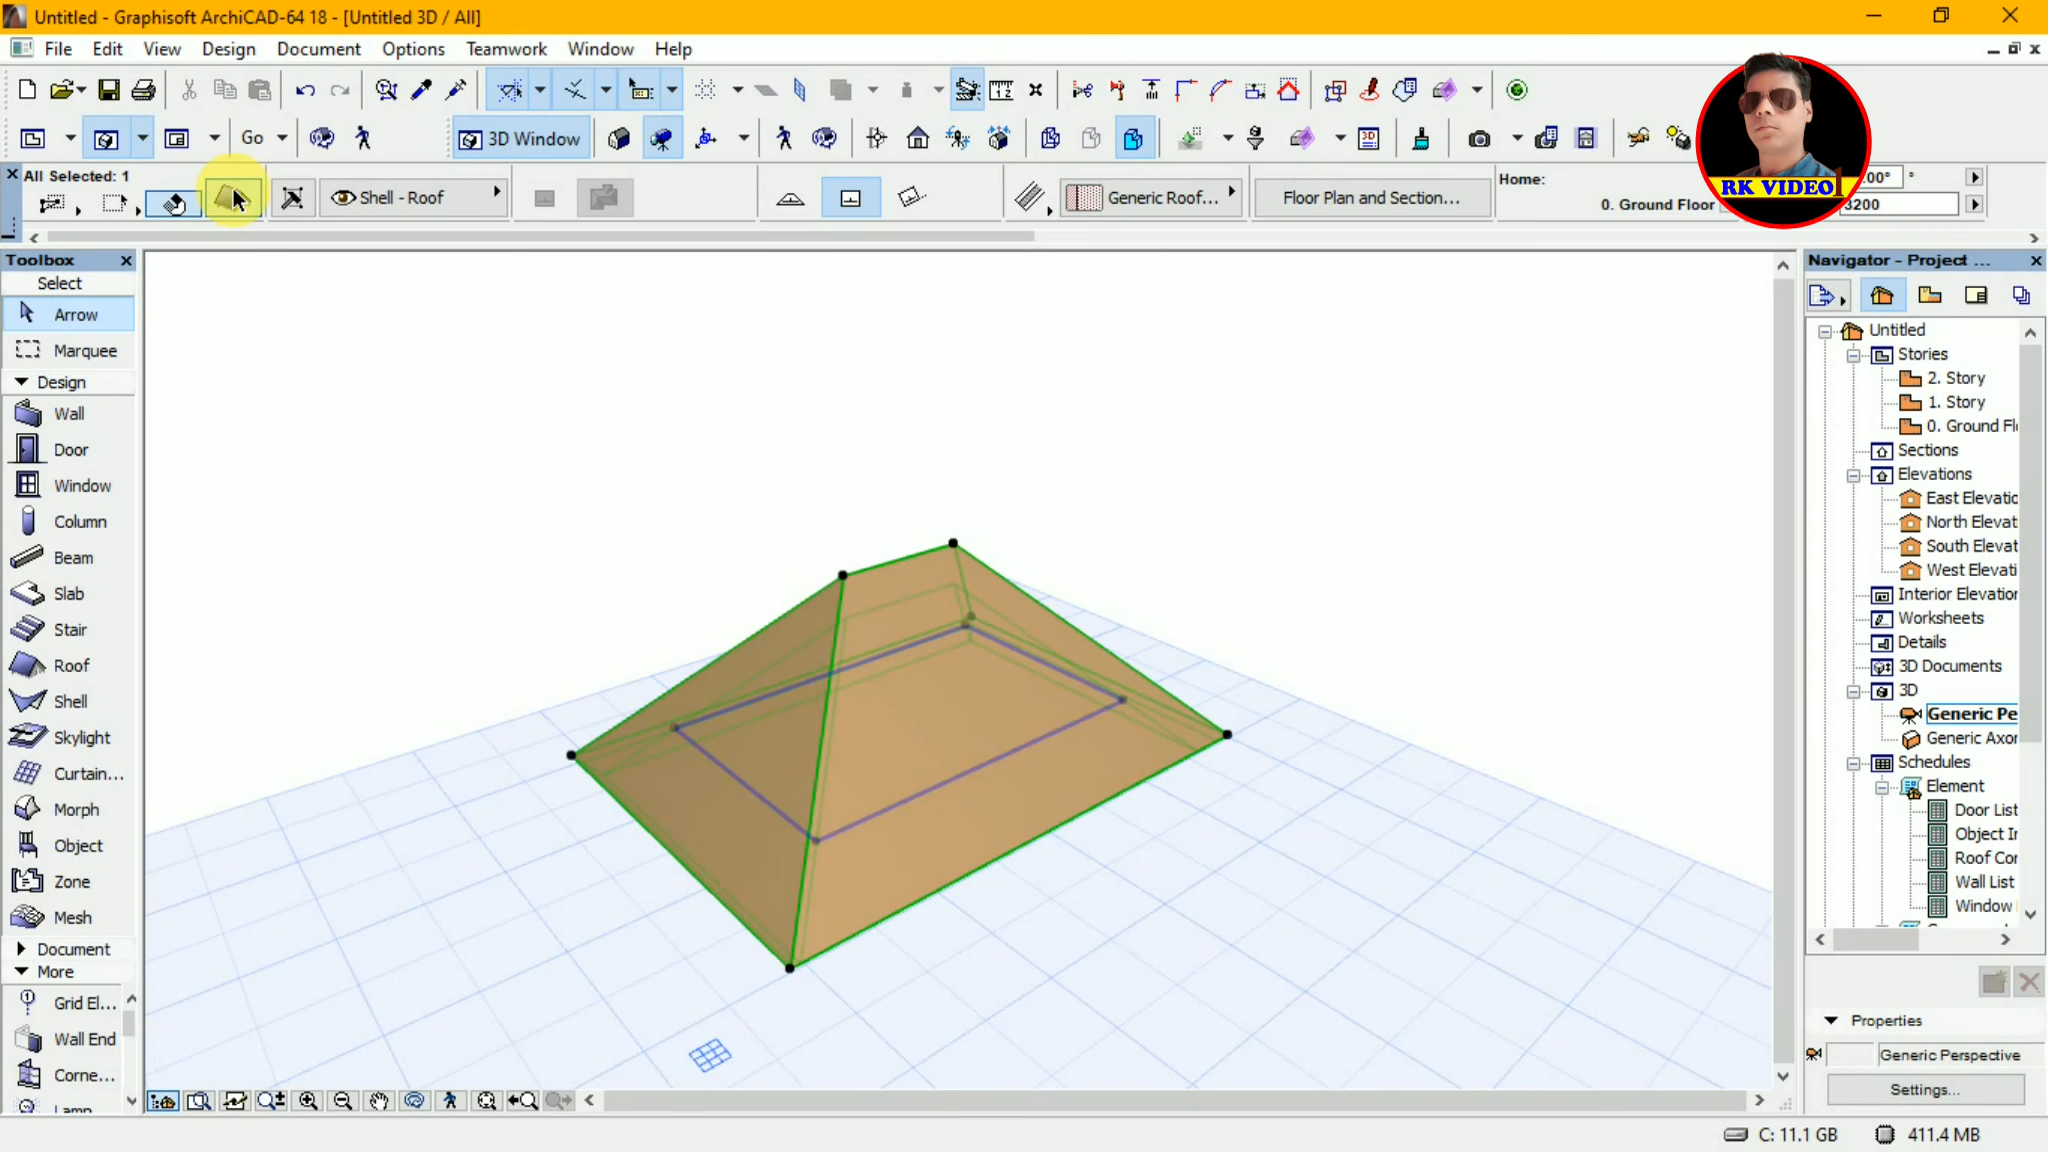 Untitled - Graphisoft ArchiCAD-64 18 - [Untitled 3D / All]
File Edit View Design Document Options Teamwork Window Help
Go
3D Window
RK VIDEO1
All Selected: 1
Shell - Roof
Generic Roof...
Floor Plan and Section...
Home:
0. Ground Floor
.00°
°
3200
Toolbox
Select
Arrow
Marquee
Design
Wall
Door
Window
Column
Beam
Slab
Stair
Roof
Shell
Skylight
Curtain...
Morph
Object
Zone
Mesh
Document
More
Grid El...
Wall End
Corne...
Lamp
Navigator - Project ...
Untitled
Stories
2. Story
1. Story
0. Ground Fl
Sections
Elevations
East Elevatic
North Elevat
South Elevat
West Elevati
Interior Elevation
Worksheets
Details
3D Documents
3D
Generic Pe
Generic Axor
Schedules
Element
Door List
Object Ir
Roof Cor
Wall List
Window
Properties
Generic Perspective
Settings...
C: 11.1 GB
411.4 MB